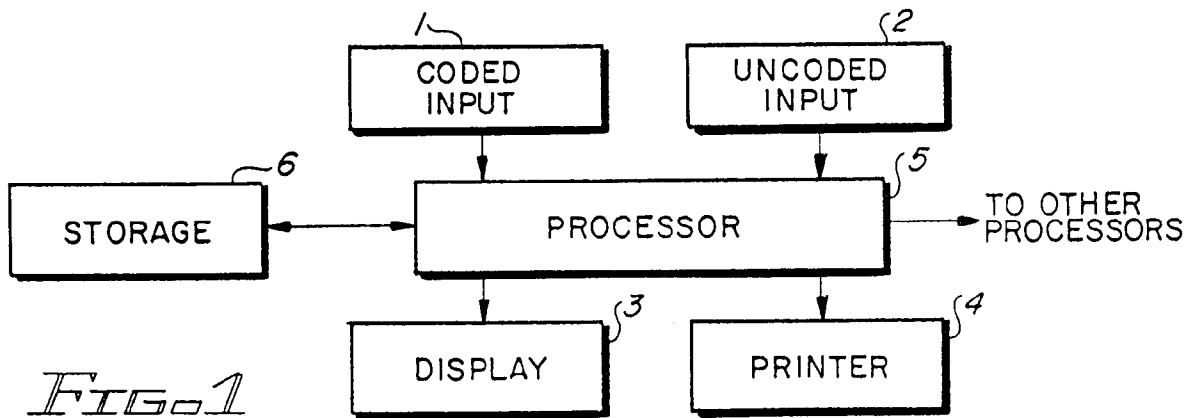 1
2
CODED
INPUT
UNCODED
INPUT
6
5
STORAGE
PROCESSOR
TO OTHER
PROCESSORS
3
4
DISPLAY
PRINTER
FIG. 1